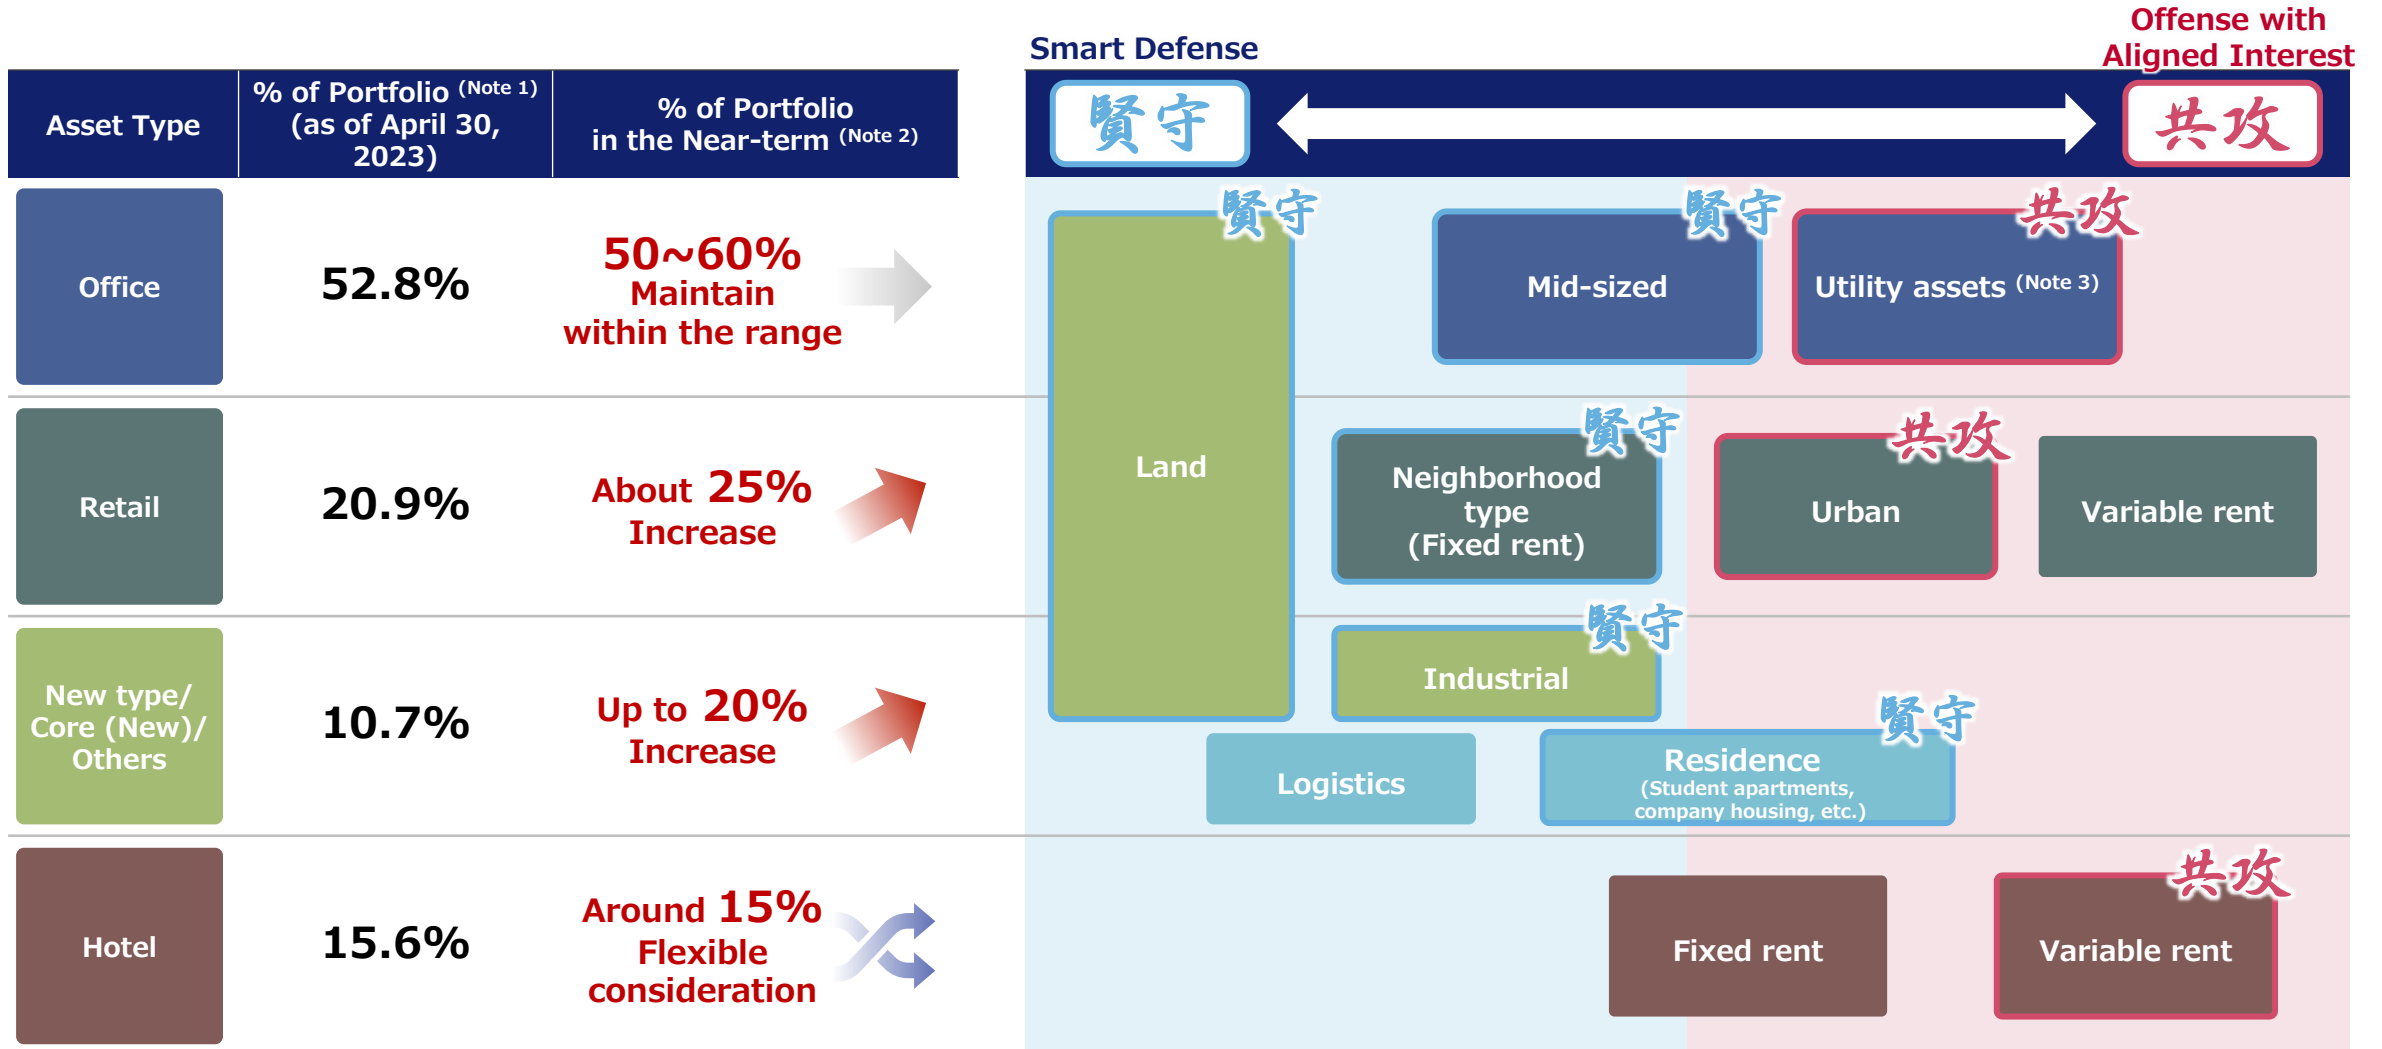 Smart Defense
Offense with
Aligned Interest
Asset Type
% of Portfolio (Note 1)
(as of April 30,
2023)
% of Portfolio
in the Near-term (Note 2)
賢守
共攻
Office
52.8%
50~60%
Maintain
within the range
賢守
Land
賢守
Mid-sized
共攻
Utility assets (Note 3)
Retail
20.9%
About 25%
Increase
賢守
Neighborhood
type
(Fixed rent)
共攻
Urban
Variable rent
New type/
Core (New)/
Others
10.7%
Up to 20%
Increase
賢守
Industrial
Logistics
賢守
Residence
(Student apartments,
company housing, etc.)
Hotel
15.6%
Around 15%
Flexible
consideration
Fixed rent
共攻
Variable rent